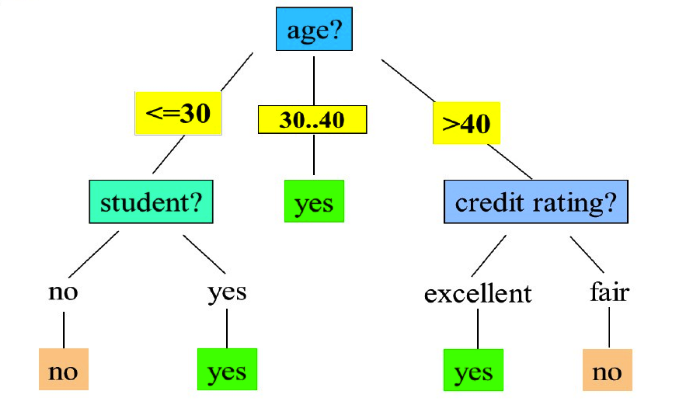 age?
<=30
30..40
>40
student?
yes
credit rating?
no
yes
excellent
fair
no
yes
yes
no